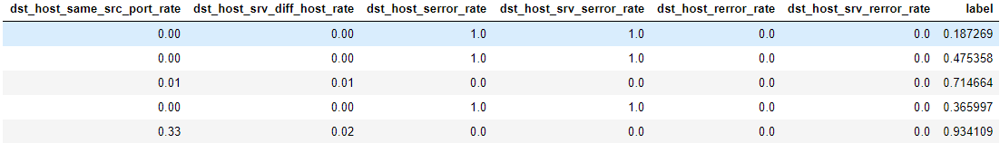 dst_host_same_src_port_rate dst_host_srv_diff_host_rate dst_host_serror_rate dst_host_srv_serror_rate dst_host_rerror_rate dst_host_srv_rerror_rate label
0.00 0.00 1.0 1.0 0.0 0.0 0.187269
0.00 0.00 1.0 1.0 0.0 0.0 0.475358
0.01 0.01 0.0 0.0 0.0 0.0 0.714664
0.00 0.00 1.0 1.0 0.0 0.0 0.365997
0.33 0.02 0.0 0.0 0.0 0.0 0.934109